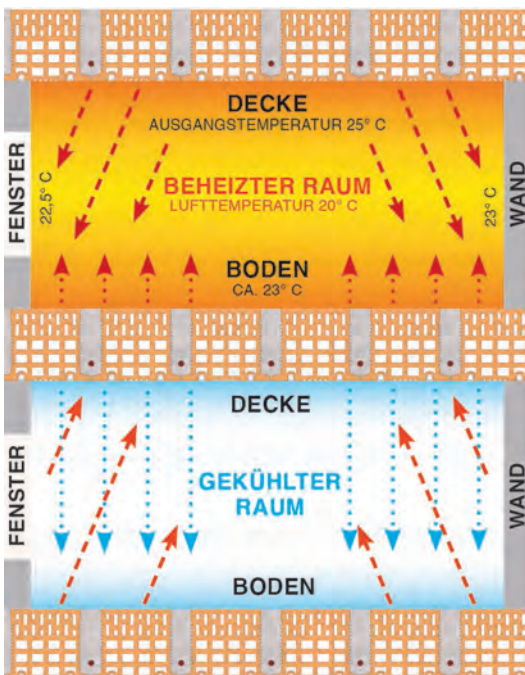 DECKE
AUSGANGSTEMPERATUR 25° C
FENSTER
22,5° C
BEHEIZTER RAUM
LUFTTEMPERATUR 20° C
23° C
WAND
BODEN
CA. 23° C
DECKE
FENSTER
GEKÜHLTER
RAUM
WAND
BODEN